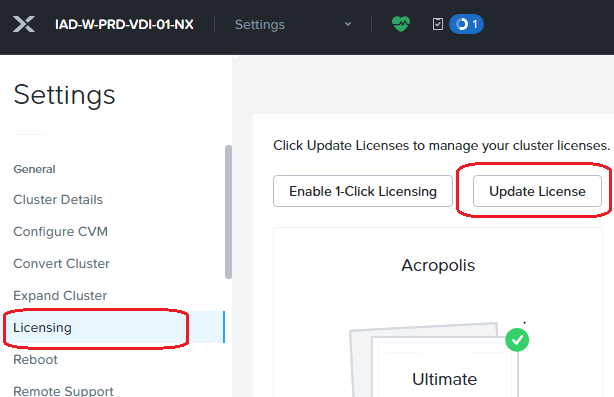 IAD-W-PRD-VDI-01-NX Settings 1
Settings
General
Cluster Details
Configure CVM
Convert Cluster
Expand Cluster
Licensing
Reboot
Remote Support
Click Update Licenses to manage your cluster licenses.
Enable 1-Click Licensing Update License
Acropolis
Ultimate